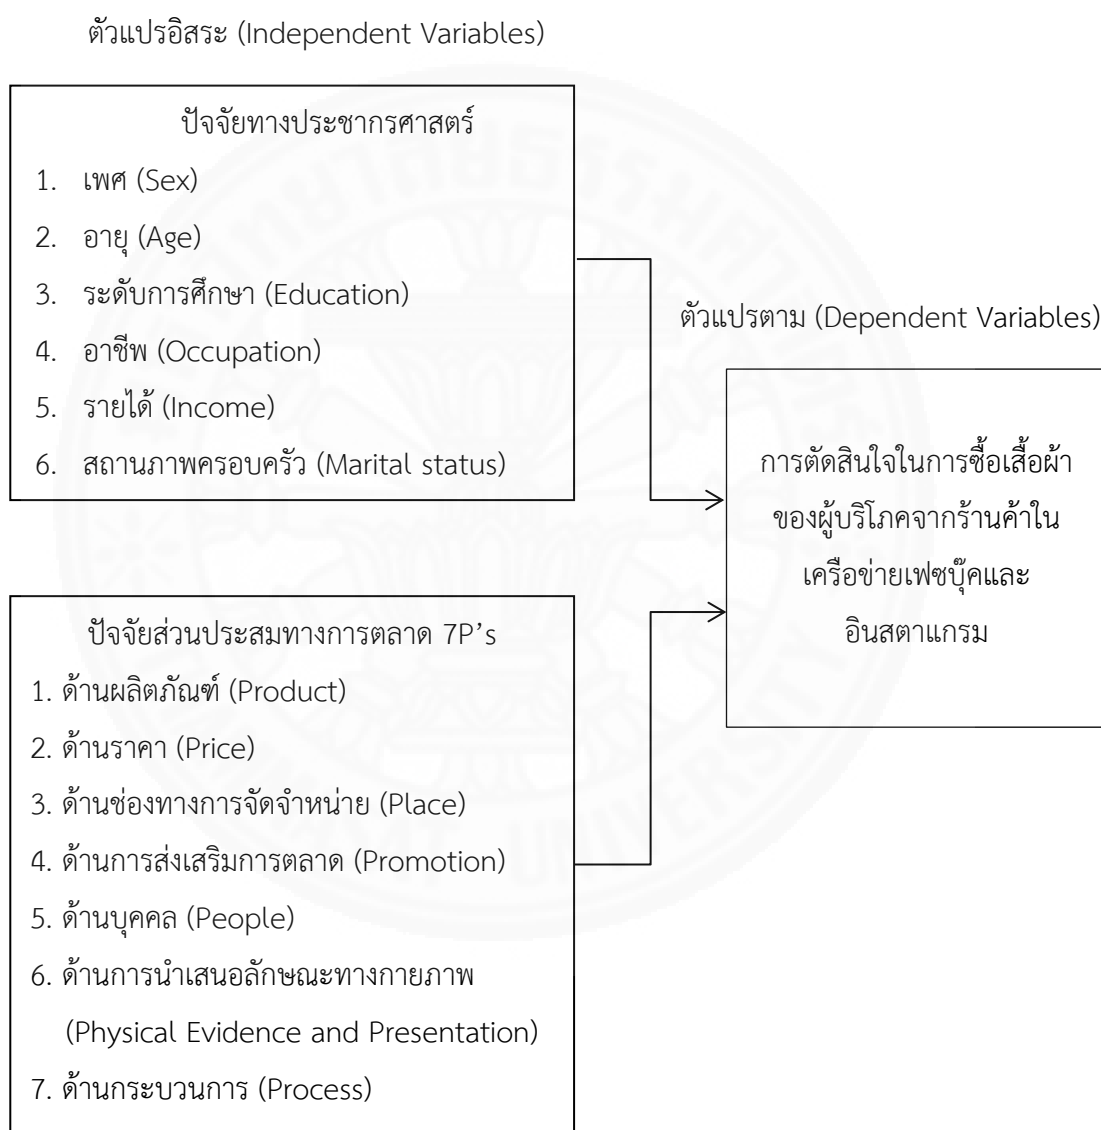 ตัวแปรอิสระ (Independent Variables)
ปัจจัยทางประชากรศาสตร์
1. เพศ (Sex)
2. อายุ (Age)
3. ระดับการศึกษา (Education)
4. อาชีพ (Occupation)
5. รายได้ (Income)
6. สถานภาพครอบครัว (Marital status)
ตัวแปรตาม (Dependent Variables)
การตัดสินใจในการซื้อเสื้อผ้า
ของผู้บริโภคจากร้านค้าใน
เครือข่ายเฟซบุ๊คและ
อินสตาแกรม
ปัจจัยส่วนประสมทางการตลาด 7P’s
1. ด้านผลิตภัณฑ์ (Product)
2. ด้านราคา (Price)
3. ด้านช่องทางการจัดจำหน่าย (Place)
4. ด้านการส่งเสริมการตลาด (Promotion)
5. ด้านบุคคล (People)
6. ด้านการนำเสนอลักษณะทางกายภาพ
(Physical Evidence and Presentation)
7. ด้านกระบวนการ (Process)